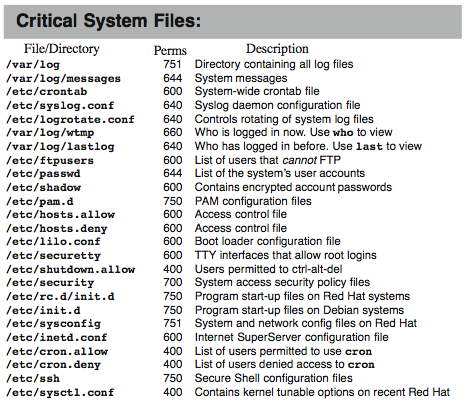 Critical System Files:
File/Directory Perms Description
/var/log 751 Directory containing all log files
/var/log/messages 644 System messages
/etc/crontab 600 System-wide crontab file
/etc/syslog.conf 640 Syslog daemon configuration file
/etc/logrotate.conf 640 Controls rotating of system log files
/var/log/wtmp 660 Who is logged in now. Use who to view
/var/log/lastlog 640 Who has logged in before. Use last to view
/etc/ftpusers 600 List of users that cannot FTP
/etc/passwd 644 List of the system's user accounts
/etc/shadow 600 Contains encrypted account passwords
/etc/pam.d 750 PAM configuration files
/etc/hosts.allow 600 Access control file
/etc/hosts.deny 600 Access control file
/etc/lilo.conf 600 Boot loader configuration file
/etc/securetty 600 TTY interfaces that allow root logins
/etc/shutdown.allow 400 Users permitted to ctrl-alt-del
/etc/security 700 System access security policy files
/etc/rc.d/init.d 750 Program start-up files on Red Hat systems
/etc/init.d 750 Program start-up files on Debian systems
/etc/sysconfig 751 System and network config files on Red Hat
/etc/inetd.conf 600 Internet SuperServer configuration file
/etc/cron.allow 400 List of users permitted to use cron
/etc/cron.deny 400 List of users denied access to cron
/etc/ssh 750 Secure Shell configuration files
/etc/sysctl.conf 400 Contains kernel tunable options on recent Red Hat